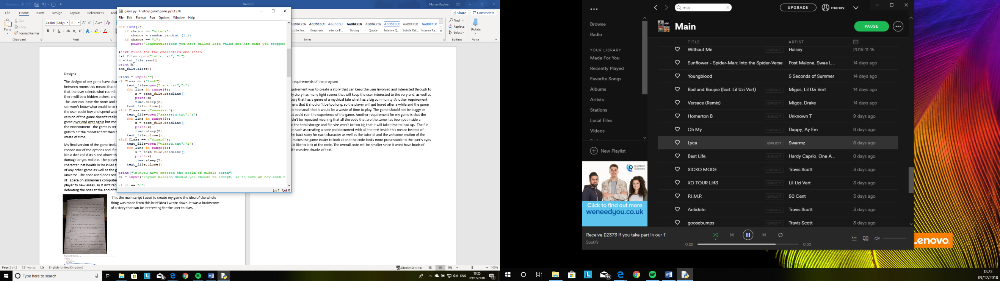 AutoSave
Designs
Manav Rachen
File Home Insert Design Layout References Mai
Share Comments
Paste
Cut
Copy
Format Painter
Clipboard
Calibri (Body) 11
Font
AaBbCcDc AaBbCcDc AaBbCcDc AaBbCcDc AaBbCcDc AABBCCDC AABBCCDC
Subtle Em... Emphasis Intense E... Strong Quote Intense Q... Subtle Ref... Intense Re...
Styles
Find
Replace
Select
Editing
Dictate
Voice
game.py - F:\story game\game.py (3.7.0)
File Edit Format Run Options Window Help
def lord():
if choice == "attack":
chance = random.randint (1,1)
if chance == "1":
print("Congratulations you have killed lord valad and his sins you stopped
#text files for the characters and intro
txt_file= open("intro.txt", "r")
h = txt_file.read()
print(h)
txt_file.close()
Class = input("")
if Class == ("tank"):
text_file=open("tank.txt","r")
for line in range(9):
x = text_file.readline()
print(x)
time.sleep(2)
text_file.close()
elif Class == ("assassin"):
text_file=open("assassin.txt","r")
for line in range(8):
x = text_file.readline()
print(x)
time.sleep(2)
text_file.close()
elif Class == ("wizard"):
text_file=open("wizard.txt","r")
for line in range(6):
x = text_file.readline()
print(x)
time.sleep(2)
text_file.close()
print("\n\nyou have entered the realm of middle earth")
c1 = input("\nyour mission should you choose to accept, is to save an new born f
if c1 == "n":
Ln: 1 Col: 0
Designs-
The designs of my game have cha
between rooms this means that th
that the user selects what room h
there will be a hidden a chest and
The user can leave the room and c
so I won't know what could be in t
the user could buy and spend wea
version of the game doesn't really
game over and over again but mo
the environment the game is set
gets to hit the monster first then t
waste of time.
My final version of the game inclu
choose our of the options and if it
like a dice roll if its 5 and above th
damage or you will die. The player
character lost health or he killed t
of any other game as well as the g
universe. The code used does not
of space on someone's computer
player to new areas, so it isn't rep
defeating the boss at the end of th
This the main script I used to create my game the idea of the whole
thing was made from this brief idea I wrote down. It was a brainstorm
of a story that can be interesting for the user to play.
requirements of the program
quirement was to create a story that can keep the user involved and interested through to
ly story has many fight scenes that will keep the user interested to the very end, as well as
tory that has a genre of a mythical tale what has a big community. Another requirement
ne is that it shouldn't be too long, so the player will get bored after a while and the game
be too small that it would be a waste of time to play. The game should not be buggy or
at could ruin the experience of the game. Another requirement for my game is that the
dn't be repeated meaning that all the code that are the same has been put inside a
o the total storage and file size won't be too big that It will take time to load up. The file
on such as creating a note pad document with all the text inside this means instead of
he back story for each character as well as the tutorial and the welcome section of the
makes the game easier to look at and the code looks more presentable to the user's eyes
uld like to look at the code. The overall code will be smaller since it wont have loads of
ith massive chunks of text.
Page 2 of 2 721 words English (United Kingdom)
Display Settings 100%
Type here to search
19
ENG
18:25
09/12/2018
4
mia
UPGRADE
manav.
Browse
Radio
YOUR LIBRARY
Made For You
Recently Played
Favorite Songs
Albums
Artists
Stations
Local Files
Videos
New Playlist
Quotient Sciences
Click to find out more
weneedyou.co.uk
Main
PAUSE
TITLE ARTIST
Without Me EXPLICIT Halsey 2018-11-15
Sunflower - Spider-Man: Into the Spider-Verse Post Malone, Swae L... 14 days ago
Youngblood 5 Seconds of Summer 14 days ago
Bad and Boujee (feat. Lil Uzi Vert) EXPLICIT Migos, Lil Uzi Vert 14 days ago
Versace (Remix) EXPLICIT Migos, Drake 14 days ago
Homerton B EXPLICIT Unknown T 9 days ago
Oh My EXPLICIT Dappy, Ay Em 8 days ago
Lyca EXPLICIT Swarmz 8 days ago
Best Life EXPLICIT Hardy Caprio, One A... 8 days ago
SICKO MODE EXPLICIT Travis Scott 3 days ago
XO TOUR Llif3 EXPLICIT Lil Uzi Vert 3 days ago
P.I.M.P. EXPLICIT 50 Cent 3 days ago
Antidote EXPLICIT Travis Scott 3 days ago
goosebumps EXPLICIT Travis Scott 3 days ago
Receive £2373 if you take part in our 1
Spotify
0:22 0:30
Lenovo
19
18:25
09/12/2018